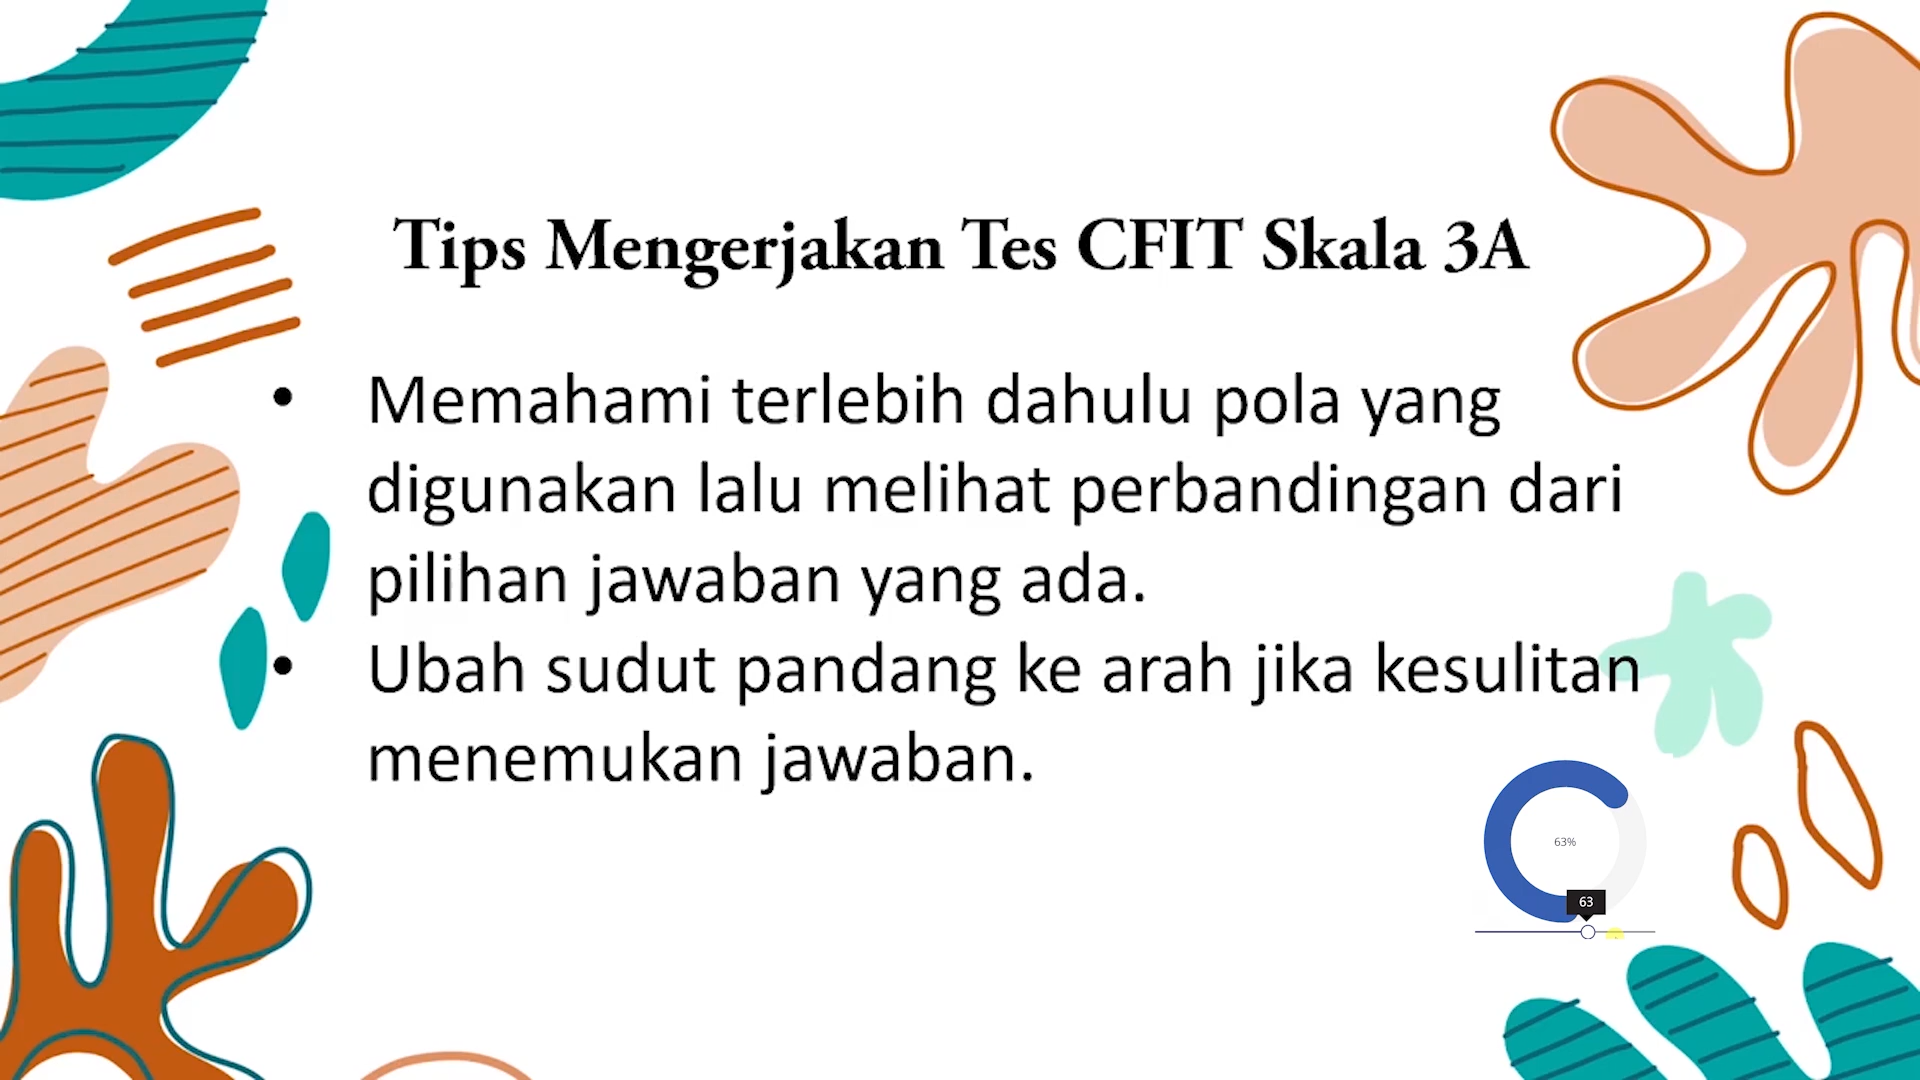 Tips Mengerjakan Tes CFIT Skala 3A
• Memahami terlebih dahulu pola yang
digunakan lalu melihat perbandingan dari
pilihan jawaban yang ada.
• Ubah sudut pandang ke arah jika kesulitan
menemukan jawaban.
63%
63